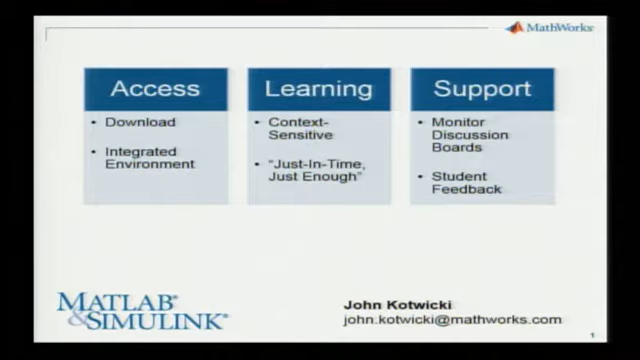 MathWorks
Access
• Download
• Integrated
Environment
Learning
• Context-
Sensitive
• "Just-In-Time,
Just Enough"
Support
• Monitor
Discussion
Boards
• Student
Feedback
MATLAB®
&SIMULINK®
John Kotwicki
john.kotwicki@mathworks.com
1